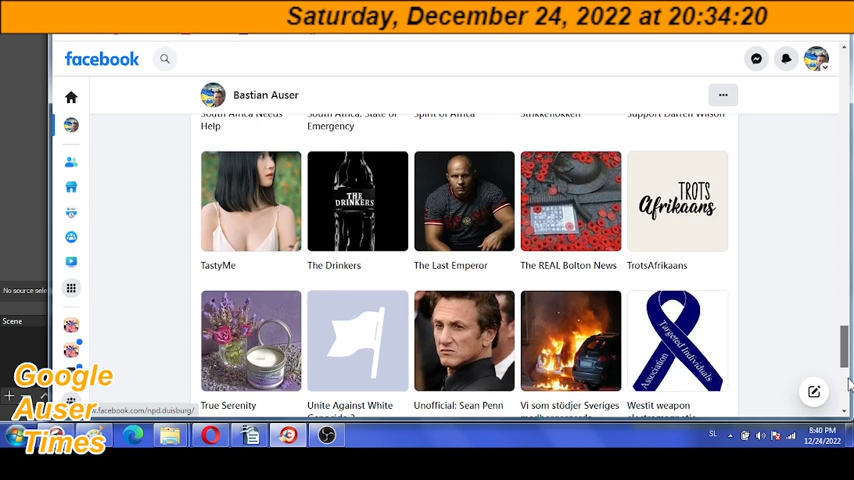 Saturday, December 24, 2022 at 20:34:20
facebook
Bastian Auser
South Africa Needs Help
South Africa: State of Emergency
Spirit of Africa
Strikkeflokken
Support Darren Wilson
THE DRINKERS
TROTS Afrikaans
TastyMe
The Drinkers
The Last Emperor
The REAL Bolton News
TrotsAfrikaans
Targeted Individuals
Association
True Serenity
Unite Against White
Unofficial: Sean Penn
Vi som stödjer Sveriges
Westit weapon
No source sele
Scene
w.facebook.com/npd.duisburg/
Google
Auser
Times
SL
8:40 PM
12/24/2022